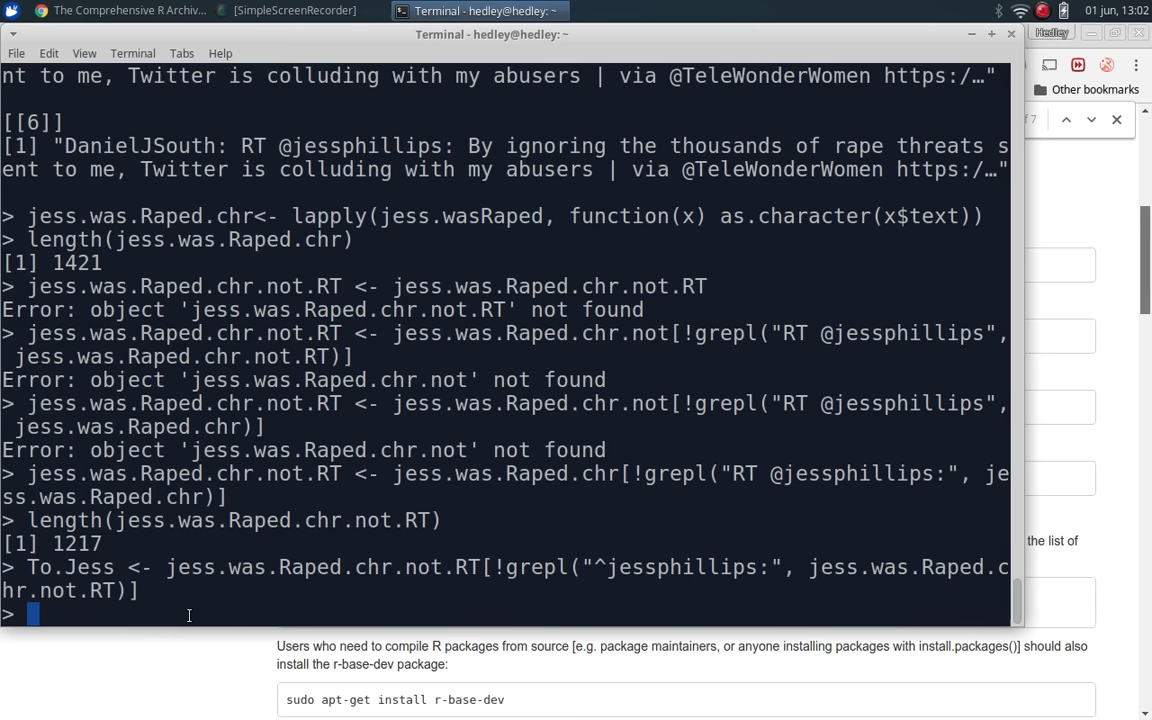 The Comprehensive R Archiv...
[SimpleScreenRecorder]
Terminal - hedley@hedley: ~
01 jun, 13:02
Terminal - hedley@hedley: ~
Hedley
File Edit View Terminal Tabs Help
Other bookmarks
of 7
nt to me, Twitter is colluding with my abusers | via @TeleWonderWomen https:/…"
[[6]]
[1] "DanielJSouth: RT @jessphillips: By ignoring the thousands of rape threats s
ent to me, Twitter is colluding with my abusers | via @TeleWonderWomen https:/…"
> jess.was.Raped.chr<- lapply(jess.wasRaped, function(x) as.character(x$text))
> length(jess.was.Raped.chr)
[1] 1421
> jess.was.Raped.chr.not.RT <- jess.was.Raped.chr.not.RT
Error: object 'jess.was.Raped.chr.not.RT' not found
> jess.was.Raped.chr.not.RT <- jess.was.Raped.chr.not[!grepl("RT @jessphillips",
 jess.was.Raped.chr.not.RT)]
Error: object 'jess.was.Raped.chr.not' not found
> jess.was.Raped.chr.not.RT <- jess.was.Raped.chr.not[!grepl("RT @jessphillips",
 jess.was.Raped.chr)]
Error: object 'jess.was.Raped.chr.not' not found
> jess.was.Raped.chr.not.RT <- jess.was.Raped.chr[!grepl("RT @jessphillips:", je
ss.was.Raped.chr)]
> length(jess.was.Raped.chr.not.RT)
[1] 1217
> To.Jess <- jess.was.Raped.chr.not.RT[!grepl("^jessphillips:", jess.was.Raped.c
hr.not.RT)]
>
the list of
Users who need to compile R packages from source [e.g. package maintainers, or anyone installing packages with install.packages()] should also
install the r-base-dev package:
sudo apt-get install r-base-dev